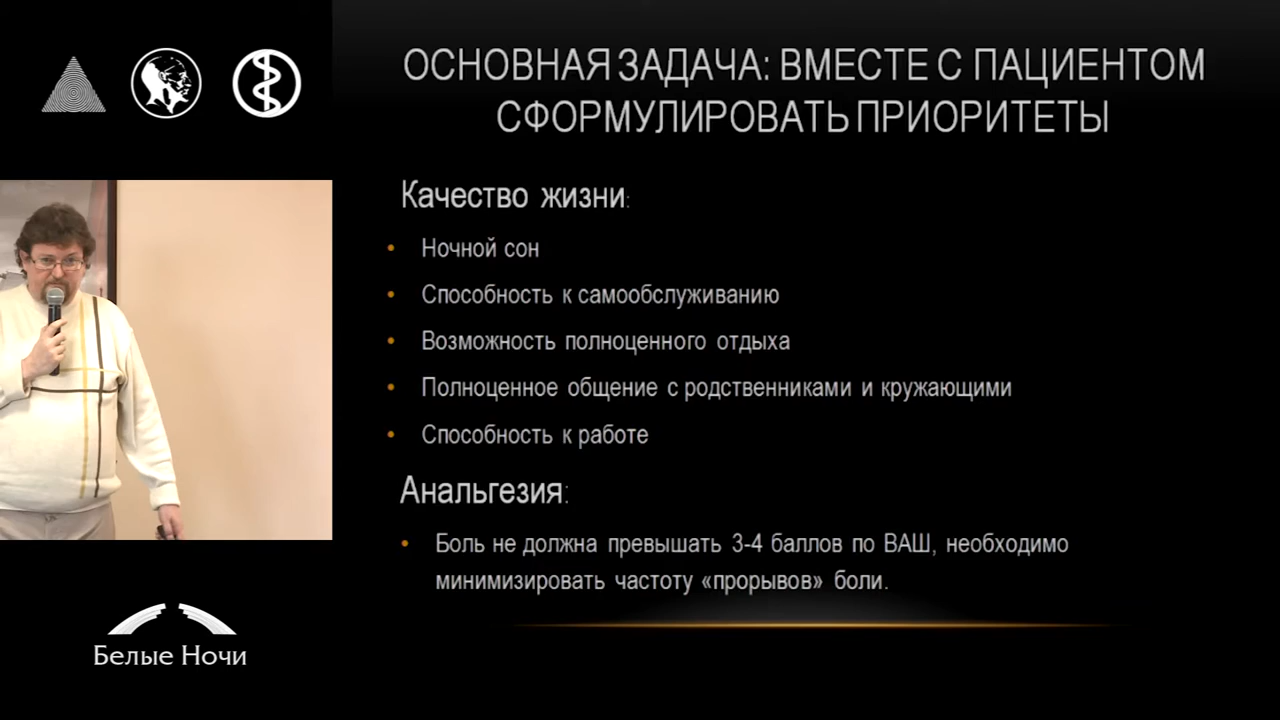 ОСНОВНАЯ ЗАДАЧА: ВМЕСТЕ С ПАЦИЕНТОМ
СФОРМУЛИРОВАТЬ ПРИОРИТЕТЫ
Качество жизни:
• Ночной сон
• Способность к самообслуживанию
• Возможность полноценного отдыха
• Полноценное общение с родственниками и кружающими
• Способность к работе
Анальгезия:
• Боль не должна превышать 3-4 баллов по ВАШ, необходимо
минимизировать частоту «прорывов» боли.
Белые Ночи